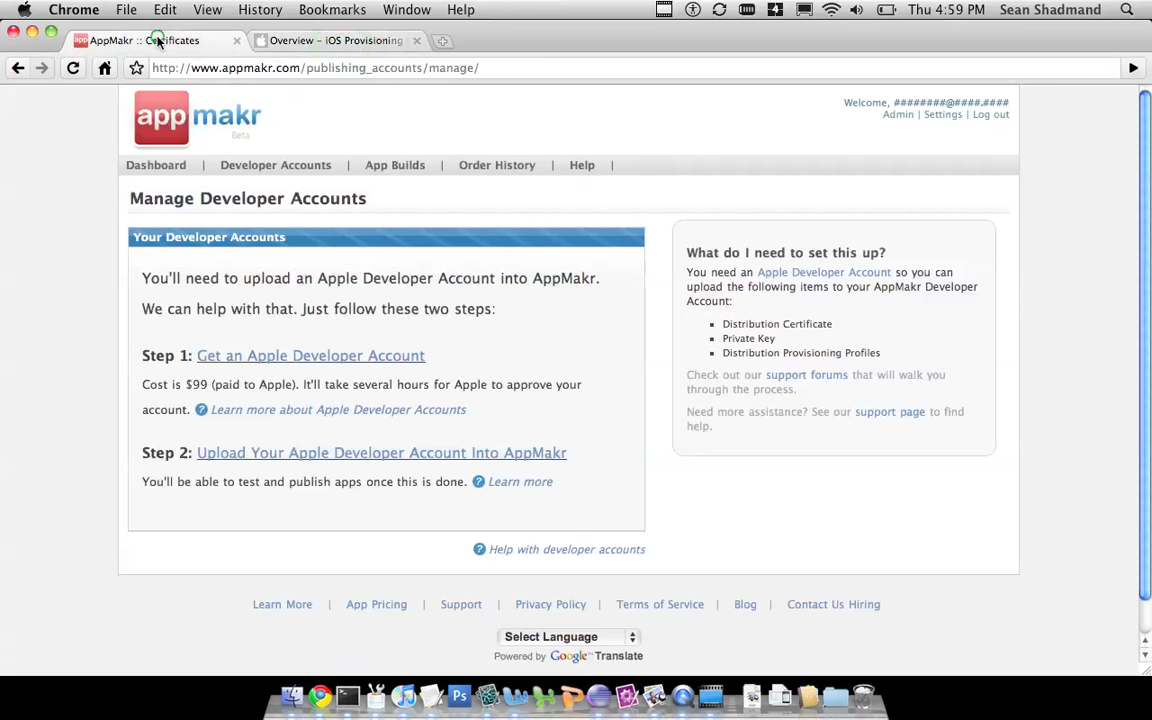 Chrome File Edit View History Bookmarks Window Help 4 Thu 4:59 PM Sean Shadmand
AppMakr :: Certificates Overview – iOS Provisioning
http://www.appmakr.com/publishing_accounts/manage/
appmakr
Beta
Welcome, ########@####.####
Admin | Settings | Log out
Dashboard | Developer Accounts | App Builds | Order History | Help |
Manage Developer Accounts
Your Developer Accounts
You'll need to upload an Apple Developer Account into AppMakr.
We can help with that. Just follow these two steps:
Step 1: Get an Apple Developer Account
Cost is $99 (paid to Apple). It'll take several hours for Apple to approve your
account. ? Learn more about Apple Developer Accounts
Step 2: Upload Your Apple Developer Account Into AppMakr
You'll be able to test and publish apps once this is done. ? Learn more
? Help with developer accounts
What do I need to set this up?
You need an Apple Developer Account so you can
upload the following items to your AppMakr Developer
Account:
Distribution Certificate
Private Key
Distribution Provisioning Profiles
Check out our support forums that will walk you
through the process.
Need more assistance? See our support page to find
help.
Learn More | App Pricing | Support | Privacy Policy | Terms of Service | Blog | Contact Us Hiring
Select Language
Powered by Google Translate
Ps